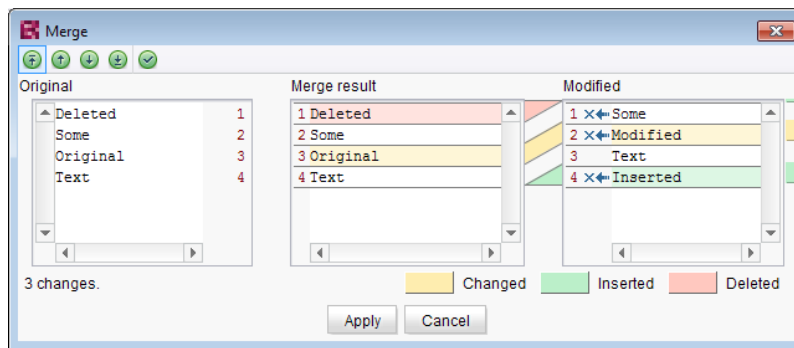 Merge
Original Merge result Modified
Deleted 1 1 Deleted 1 Some
Some 2 2 Some 2 Modified
Original 3 3 Original 3 Text
Text 4 4 Text 4 Inserted
3 changes. Changed Inserted Deleted
Apply Cancel